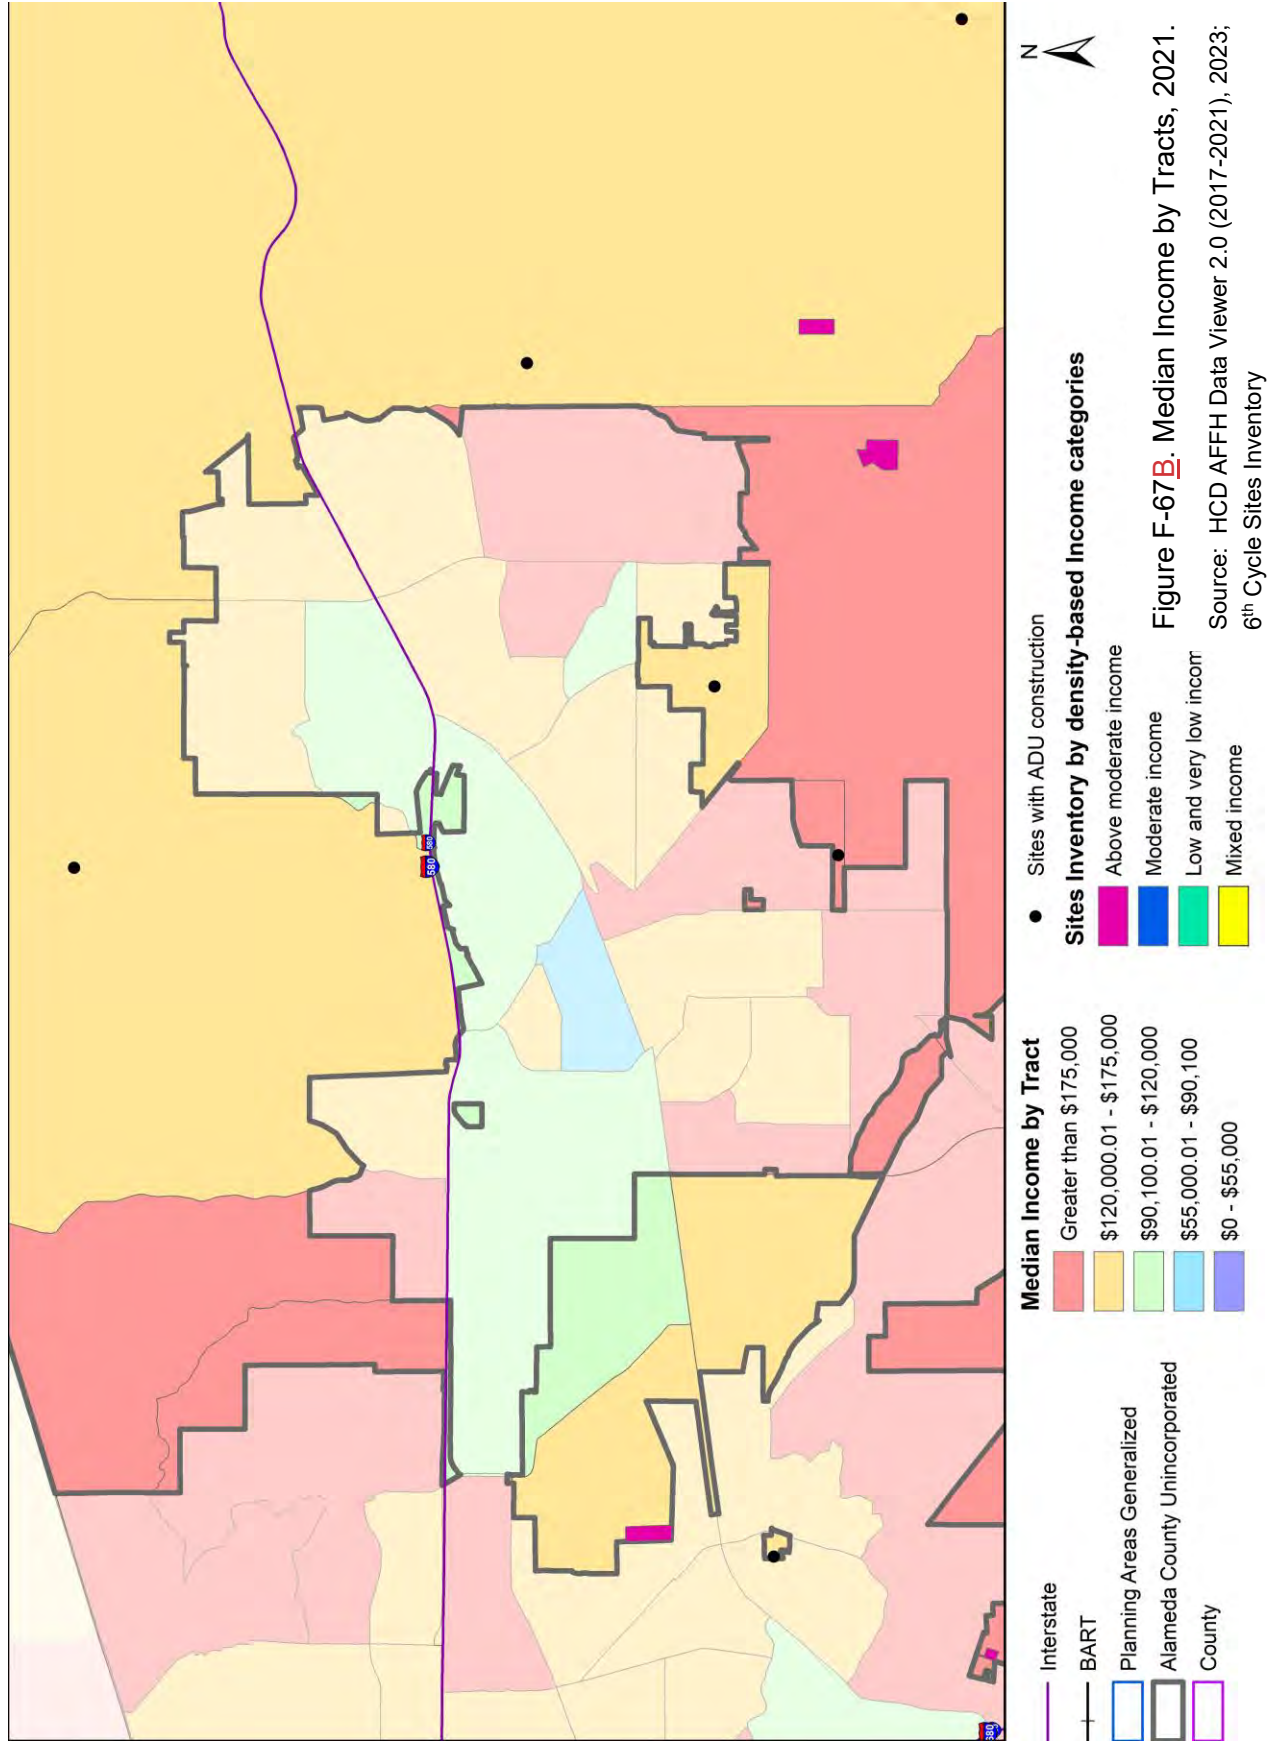 580
580
680
N
Interstate
BART
Planning Areas Generalized
Alameda County Unincorporated
County
Median Income by Tract
Greater than $175,000
$120,000.01 - $175,000
$90,100.01 - $120,000
$55,000.01 - $90,100
$0 - $55,000
Sites with ADU construction
Sites Inventory by density-based Income categories
Above moderate income
Moderate income
Low and very low incom
Mixed income
Figure F-67B. Median Income by Tracts, 2021.
Source: HCD AFFH Data Viewer 2.0 (2017-2021), 2023;
6th Cycle Sites Inventory